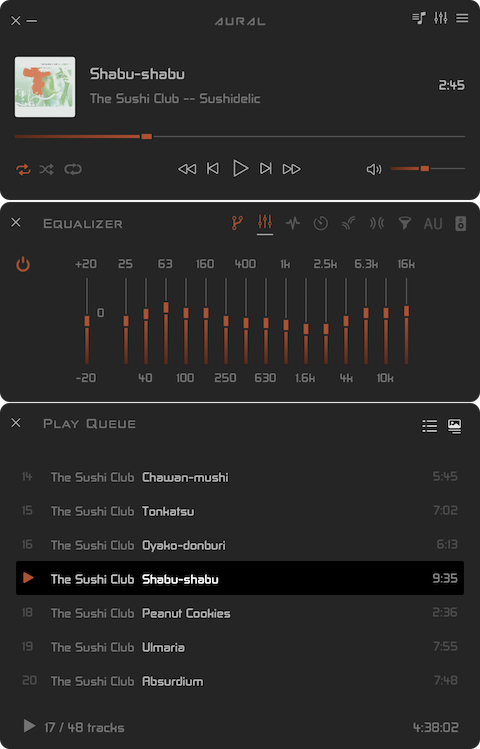 AURAL
Shabu-shabu
The Sushi Club -- Sushidelic
2:45
EQUALIZER
AU
+20 25 63 160 400 1k 2.5k 6.3k 16k
0
-20 40 100 250 630 1.6k 4k 10k
PLAY QUEUE
14 The Sushi Club Chawan-mushi 5:45
15 The Sushi Club Tonkatsu 7:02
16 The Sushi Club Oyako-donburi 6:13
The Sushi Club Shabu-shabu 9:35
18 The Sushi Club Peanut Cookies 2:36
19 The Sushi Club Ulmaria 7:55
20 The Sushi Club Absurdium 7:48
17 / 48 tracks 4:38:02